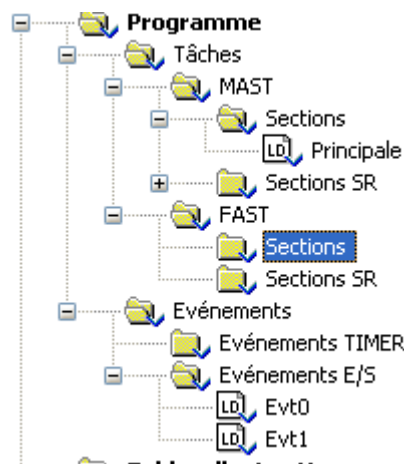 Programme
Tâches
MAST
Sections
LD Principale
Sections SR
FAST
Sections
Sections SR
Evénements
Evénements TIMER
Evénements E/S
LD Evt0
LD Evt1